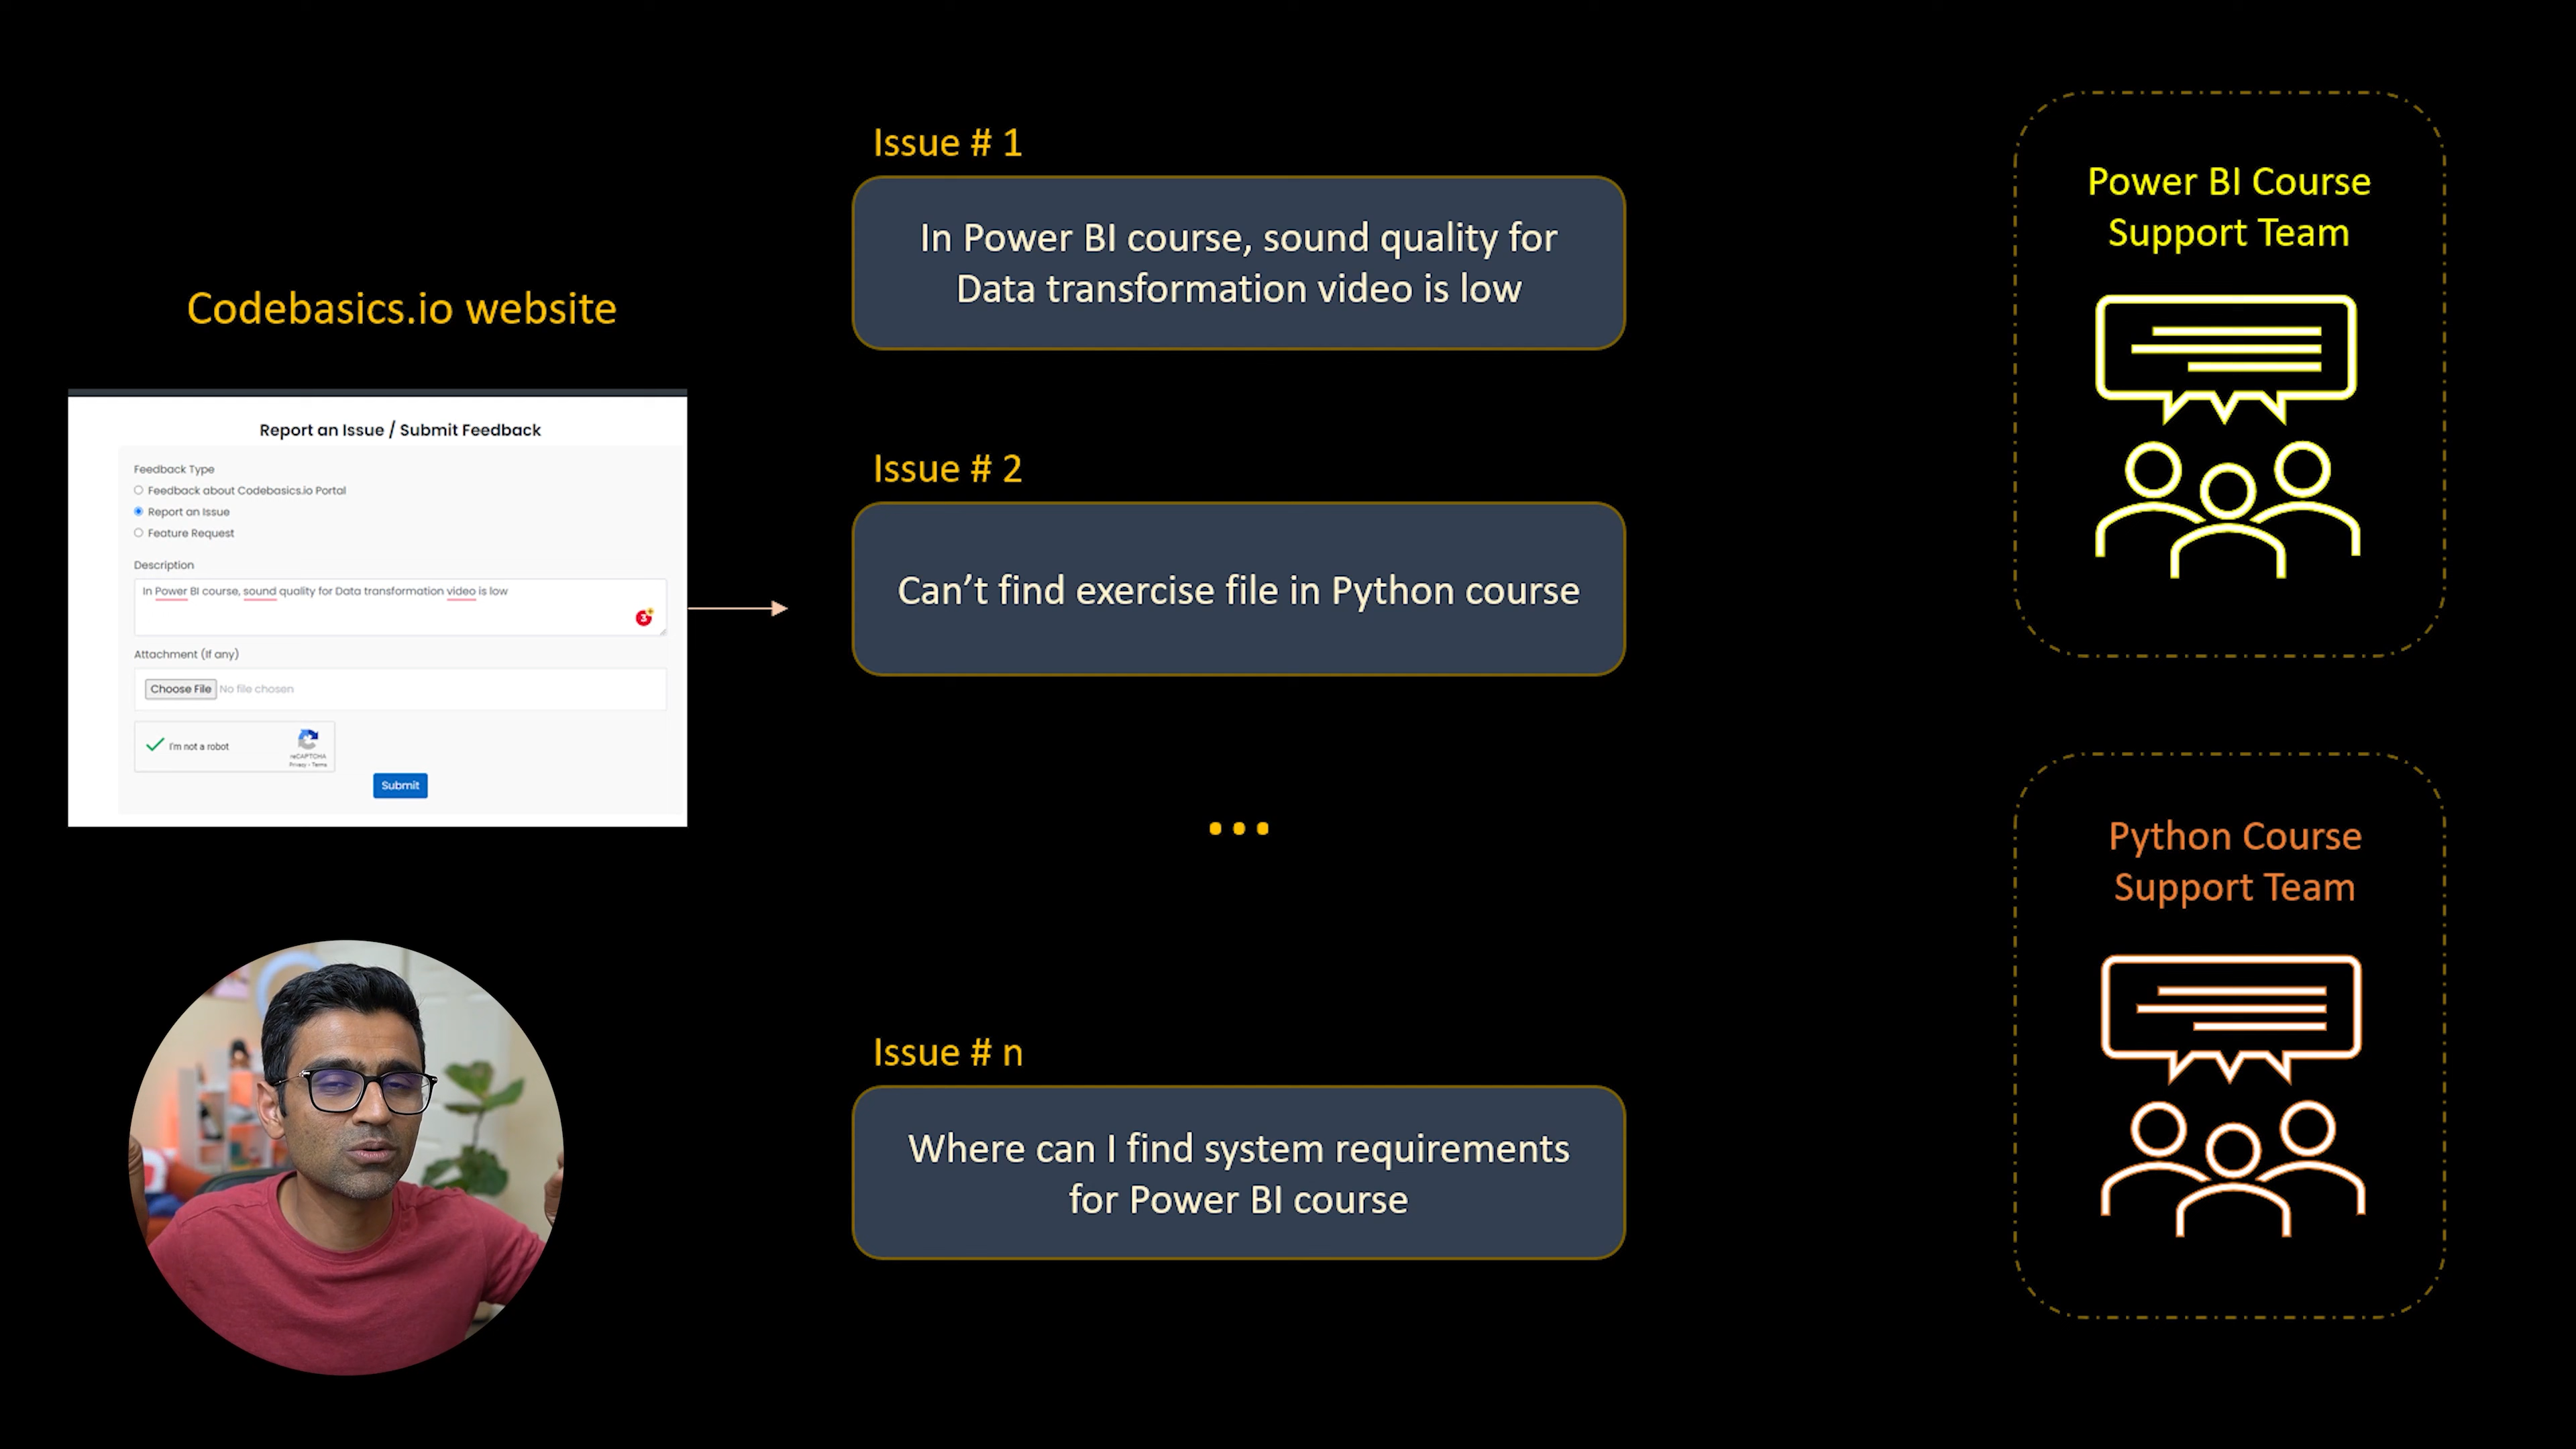 Codebasics.io website
Report an Issue / Submit Feedback
Feedback Type
Feedback about Codebasics.io Portal
Report an Issue
Feature Request
Description
In Power BI course, sound quality for Data transformation video is low
3
Attachment (If any)
Choose File No file chosen
I'm not a robot
reCAPTCHA
Privacy - Terms
Submit
Issue # 1
In Power BI course, sound quality for
Data transformation video is low
Issue # 2
Can’t find exercise file in Python course
...
Issue # n
Where can I find system requirements
for Power BI course
Power BI Course
Support Team
Python Course
Support Team